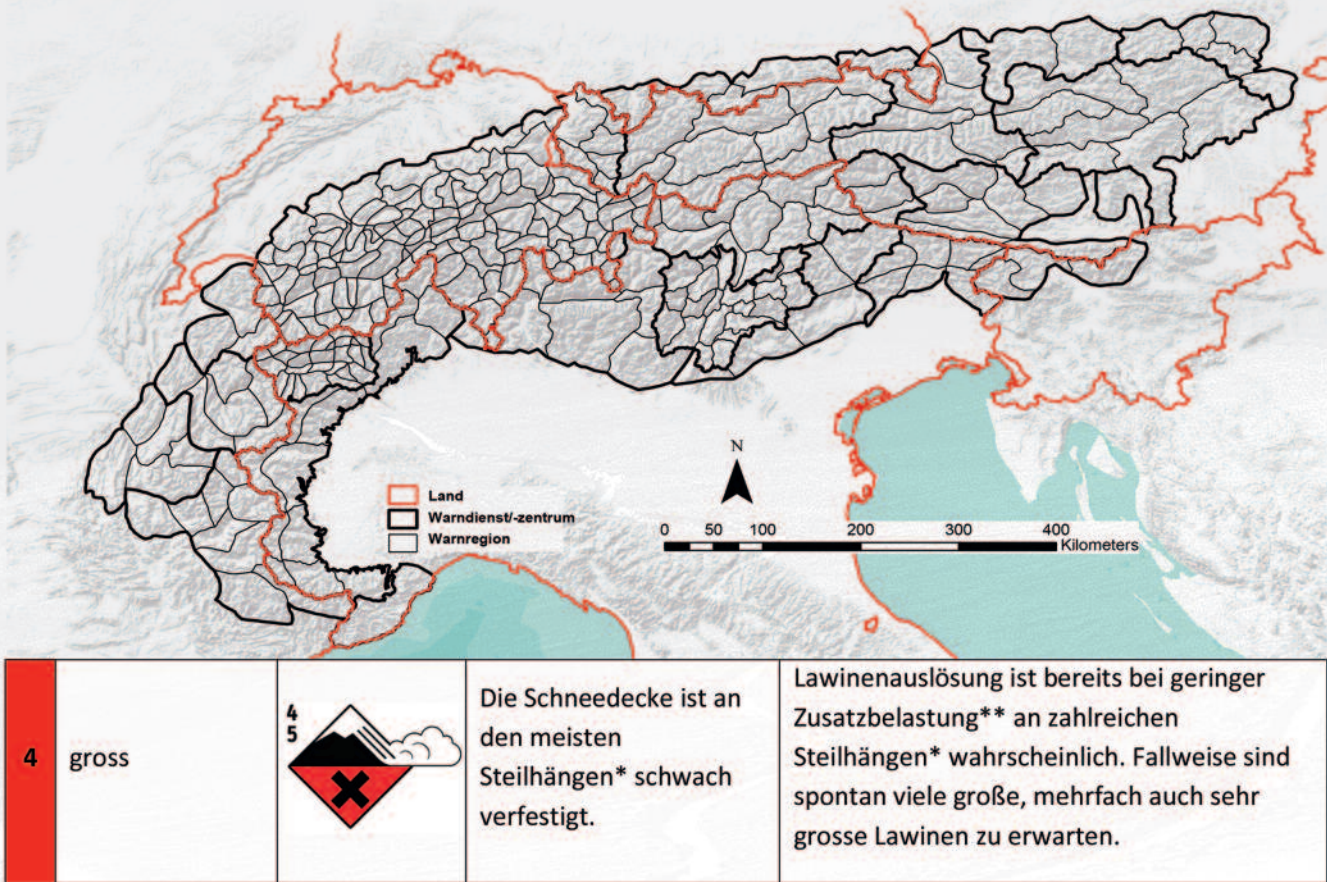 N
Land
Warndienst/-zentrum
Warnregion
0 50 100 200 300 400
Kilometers
4
gross
4
5
Die Schneedecke ist an
den meisten
Steilhängen* schwach
verfestigt.
Lawinenauslösung ist bereits bei geringer
Zusatzbelastung** an zahlreichen
Steilhängen* wahrscheinlich. Fallweise sind
spontan viele große, mehrfach auch sehr
grosse Lawinen zu erwarten.